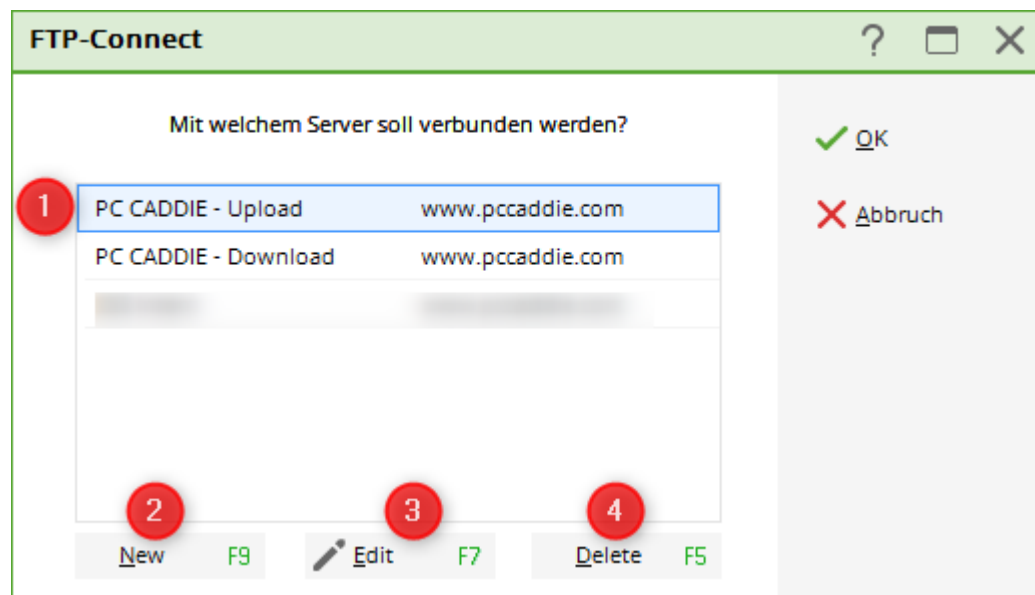 FTP-Connect ?
Mit welchem Server soll verbunden werden?
OK
1 PC CADDIE - Upload www.pccaddie.com
Abbruch
PC CADDIE - Download www.pccaddie.com
2 3 4
New F9 Edit F7 Delete F5